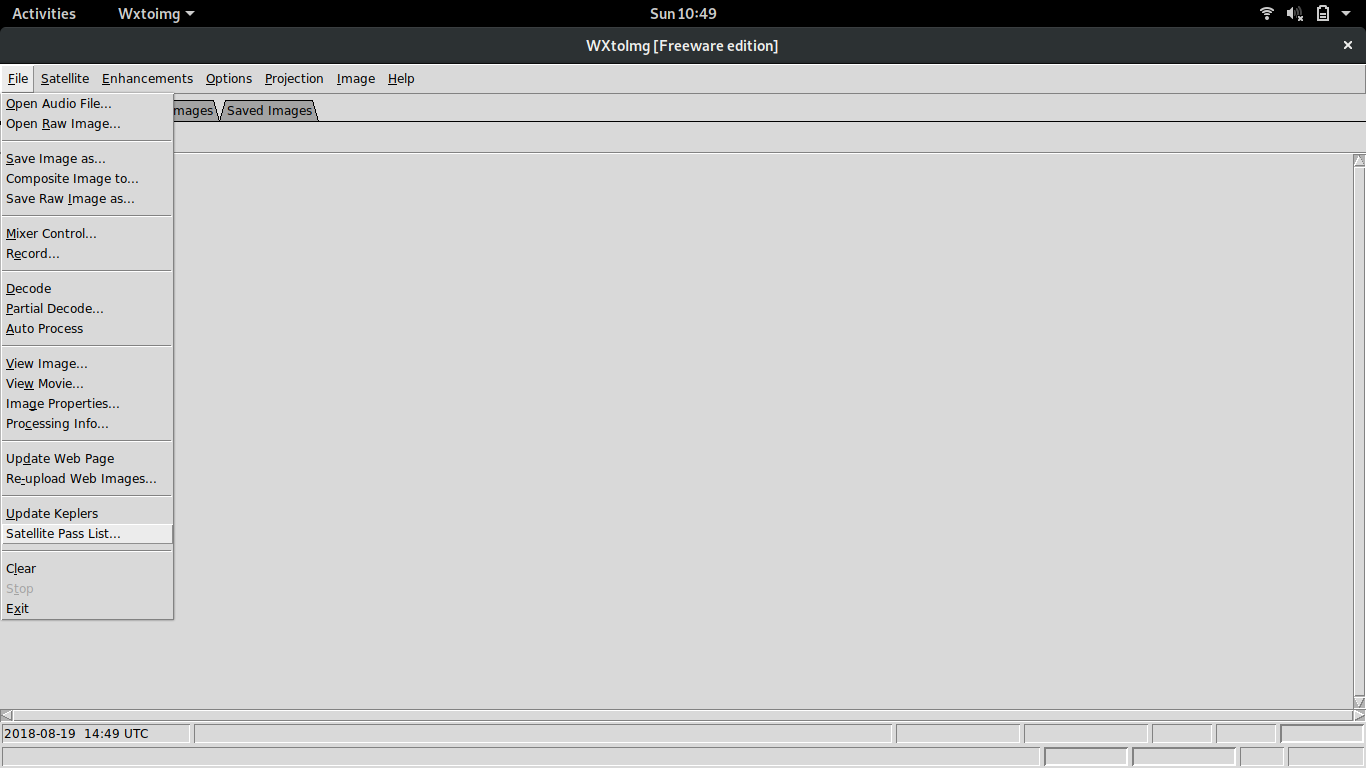 Activities Wxtoimg Sun 10:49
WXtoImg [Freeware edition] ×
File Satellite Enhancements Options Projection Image Help
mages Saved Images
Open Audio File...
Open Raw Image...
Save Image as...
Composite Image to...
Save Raw Image as...
Mixer Control...
Record...
Decode
Partial Decode...
Auto Process
View Image...
View Movie...
Image Properties...
Processing Info...
Update Web Page
Re-upload Web Images...
Update Keplers
Satellite Pass List...
Clear
Stop
Exit
2018-08-19 14:49 UTC